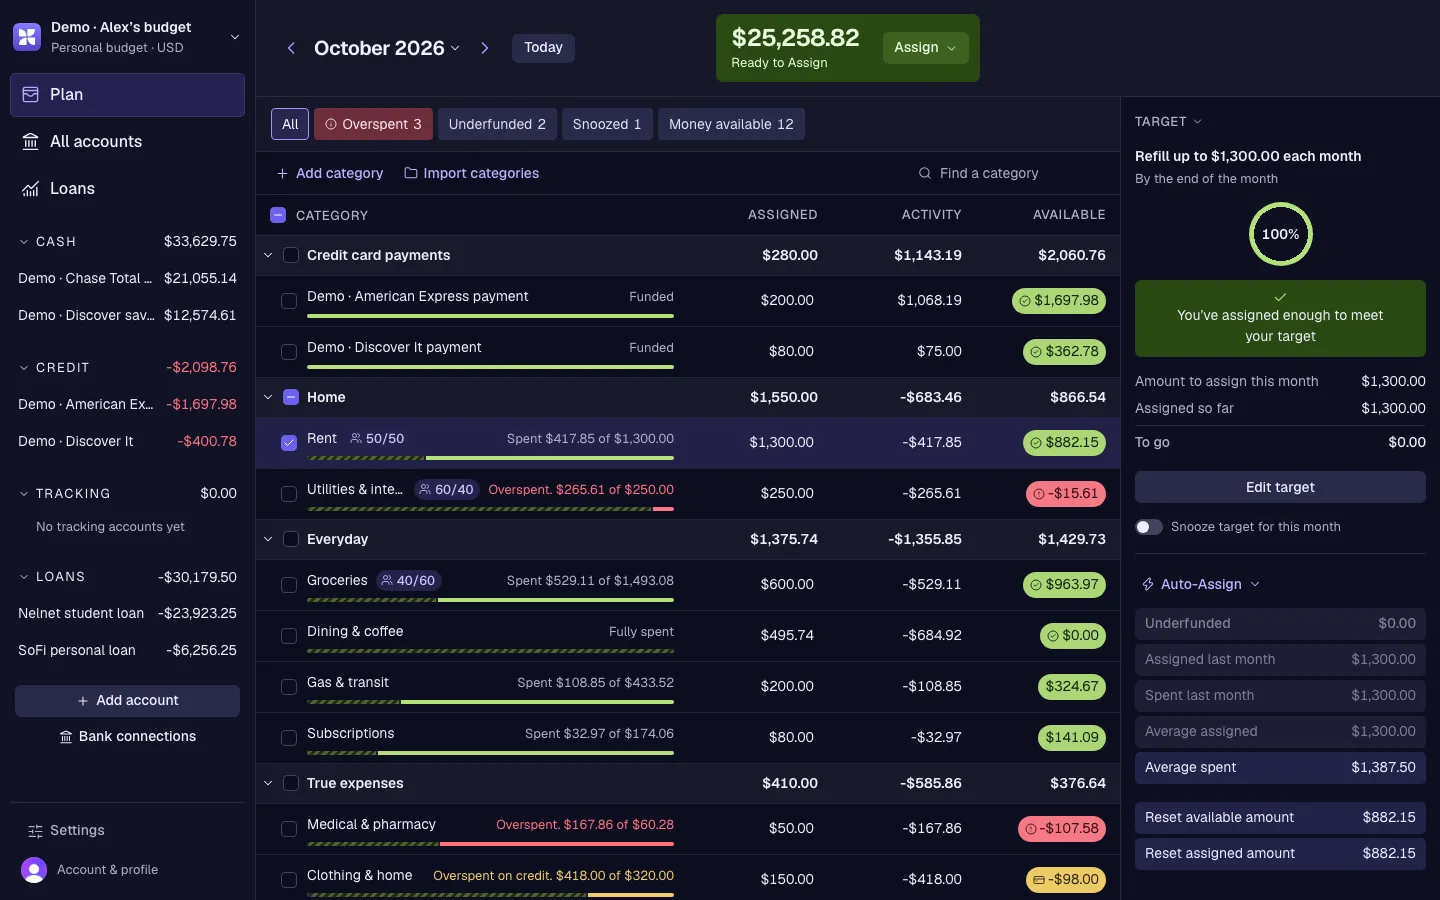 Demo · Alex's budget
Personal budget · USD
Plan
All accounts
Loans
CASH $33,629.75
Demo · Chase Total ... $21,055.14
Demo · Discover sav... $12,574.61
CREDIT -$2,098.76
Demo · American Ex... -$1,697.98
Demo · Discover It -$400.78
TRACKING $0.00
No tracking accounts yet
LOANS -$30,179.50
Nelnet student loan -$23,923.25
SoFi personal loan -$6,256.25
Add account
Bank connections
Settings
Account & profile
October 2026
Today
$25,258.82
Ready to Assign
Assign
All Overspent 3 Underfunded 2 Snoozed 1 Money available 12
Add category Import categories Find a category
CATEGORY ASSIGNED ACTIVITY AVAILABLE
Credit card payments $280.00 $1,143.19 $2,060.76
Demo · American Express payment Funded $200.00 $1,068.19 $1,697.98
Demo · Discover It payment Funded $80.00 $75.00 $362.78
Home $1,550.00 -$683.46 $866.54
Rent 50/50 Spent $417.85 of $1,300.00 $1,300.00 -$417.85 $882.15
Utilities & inte... 60/40 Overspent. $265.61 of $250.00 $250.00 -$265.61 -$15.61
Everyday $1,375.74 -$1,355.85 $1,429.73
Groceries 40/60 Spent $529.11 of $1,493.08 $600.00 -$529.11 $963.97
Dining & coffee Fully spent $495.74 -$684.92 $0.00
Gas & transit Spent $108.85 of $433.52 $200.00 -$108.85 $324.67
Subscriptions Spent $32.97 of $174.06 $80.00 -$32.97 $141.09
True expenses $410.00 -$585.86 $376.64
Medical & pharmacy Overspent. $167.86 of $60.28 $50.00 -$167.86 -$107.58
Clothing & home Overspent on credit. $418.00 of $320.00 $150.00 -$418.00 -$98.00
TARGET
Refill up to $1,300.00 each month
By the end of the month
100%
You've assigned enough to meet
your target
Amount to assign this month $1,300.00
Assigned so far $1,300.00
To go $0.00
Edit target
Snooze target for this month
Auto-Assign
Underfunded $0.00
Assigned last month $1,300.00
Spent last month $1,300.00
Average assigned $1,300.00
Average spent $1,387.50
Reset available amount $882.15
Reset assigned amount $882.15